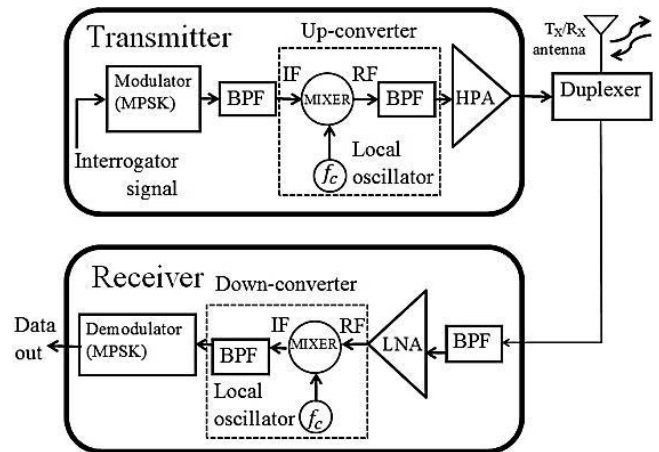 Transmitter
Up-converter
Tx/Rx
antenna
Modulator
(MPSK)
BPF
IF
MIXER
RF
BPF
HPA
Duplexer
Interrogator
signal
Local
oscillator
fc
Receiver
Down-converter
Data
out
Demodulator
(MPSK)
BPF
IF
MIXER
RF
LNA
BPF
Local
oscillator
fc